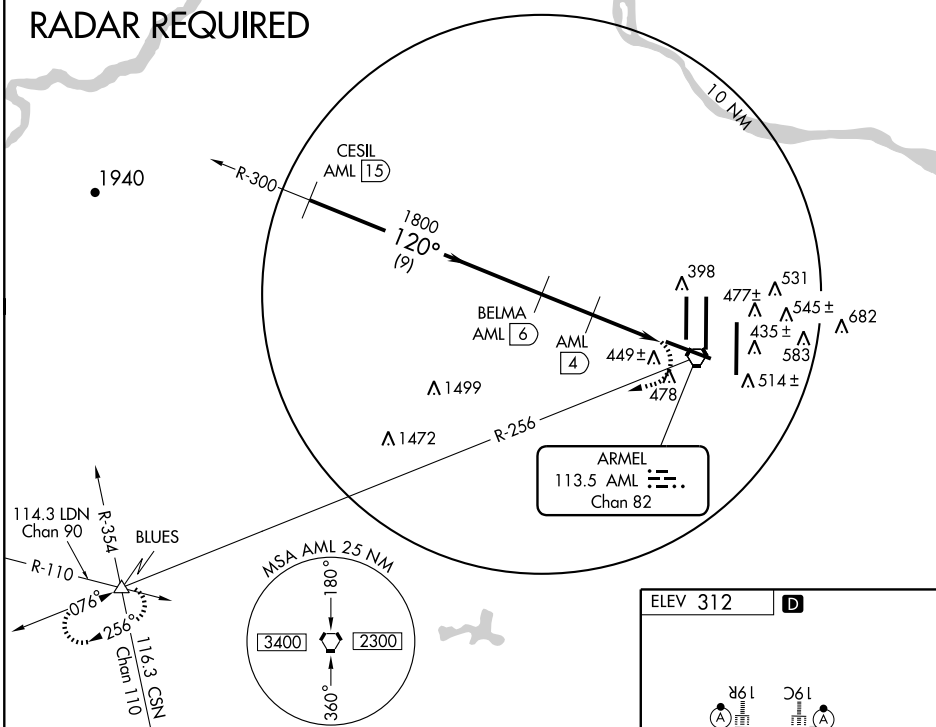 RADAR REQUIRED
10 NM
CESIL
AML 15
R-300
1940
1800
120°
(9)
398
531
477±
545±
682
BELMA
AML 6
AML
4
449±
435±
583
478
514±
1499
1472
R-256
ARMEL
113.5 AML
Chan 82
114.3 LDN
Chan 90
R-354
BLUES
R-110
076°
256°
116.3 CSN
Chan 110
MSA AML 25 NM
180°
3400
2300
360°
ELEV 312
D
19R
19C
A
A